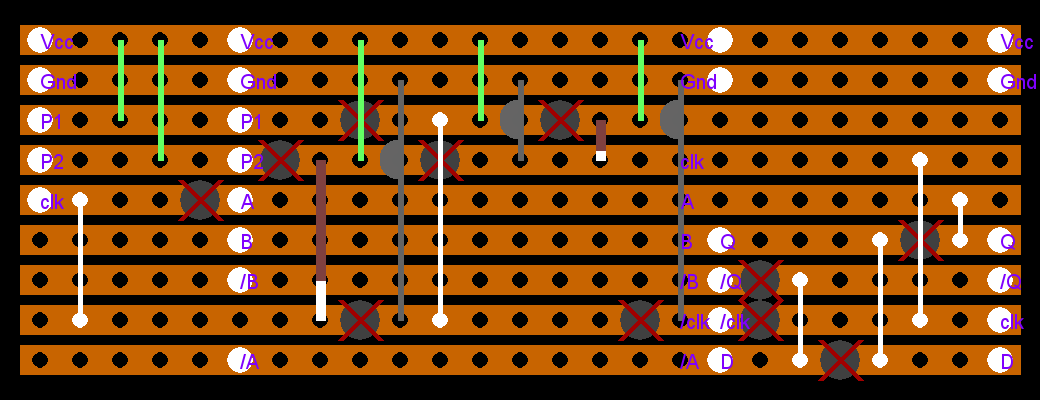 Vcc Vcc Vcc Vcc
Gnd Gnd Gnd Gnd
P1 P1
P2 P2 clk
clk A A
B B Q Q
/B /B /Q /Q
/clk /clk clk
/A /A D D